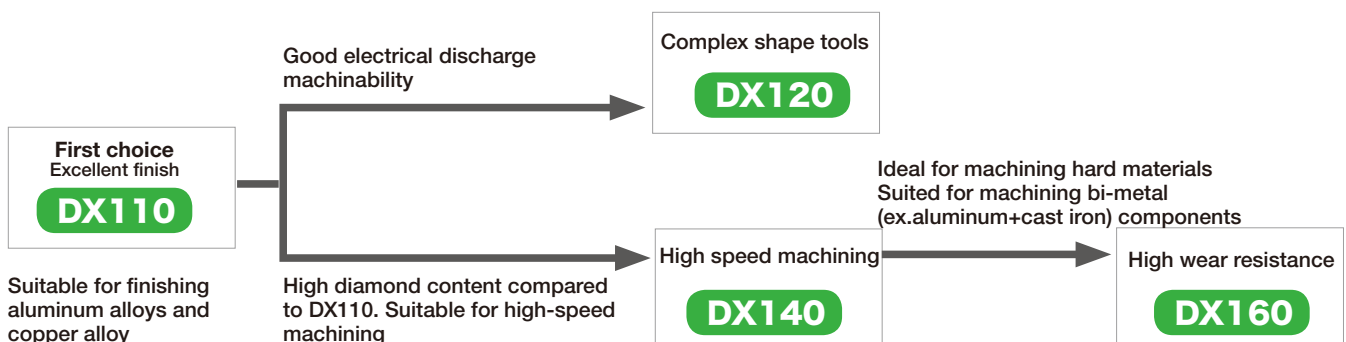 First choice
Excellent finish
DX110
Suitable for finishing
aluminum alloys and
copper alloy
Good electrical discharge
machinability
Complex shape tools
DX120
High diamond content compared
to DX110. Suitable for high-speed
machining
High speed machining
DX140
Ideal for machining hard materials
Suited for machining bi-metal
(ex.aluminum+cast iron) components
High wear resistance
DX160